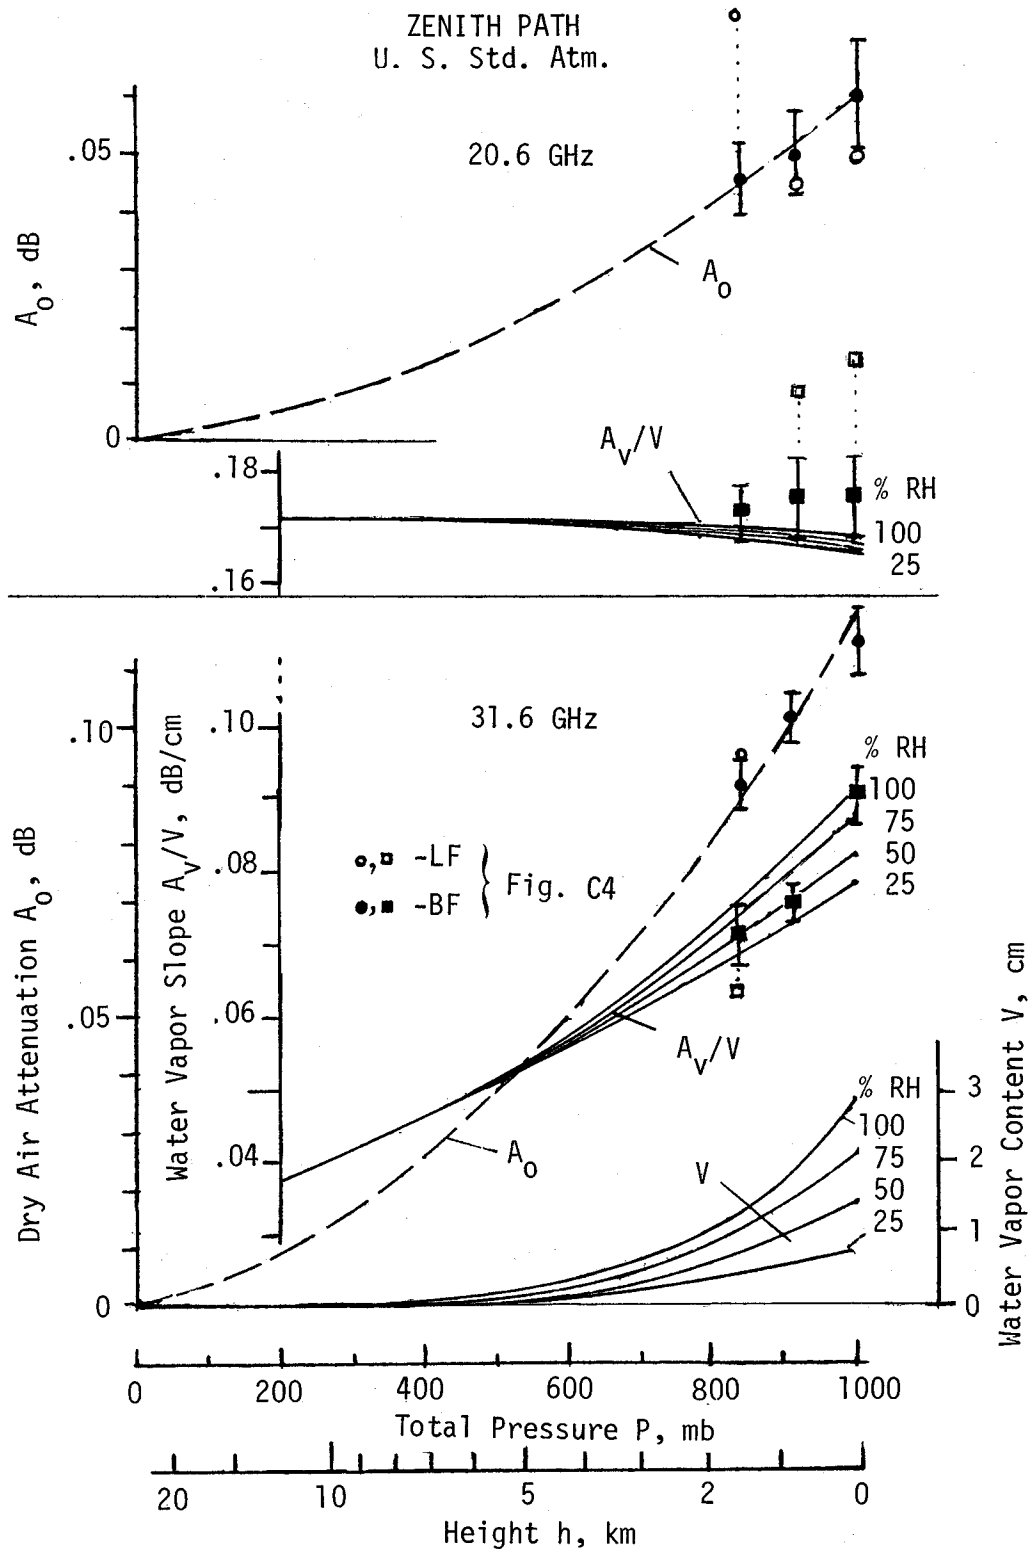 ZENITH PATH
U. S. Std. Atm.
.05
20.6 GHz
A₀, dB
A₀
0
.18
Aᵥ/V
% RH
100
25
.16
31.6 GHz
.10
.10
% RH
100
75
50
25
.08
○,□ -LF
●,■ -BF
Fig. C4
.05
.06
Aᵥ/V
Dry Air Attenuation A₀, dB
Water Vapor Slope Aᵥ/V, dB/cm
Water Vapor Content V, cm
3
% RH
100
75
50
25
.04
A₀
V
2
1
0
0
0 200 400 600 800 1000
Total Pressure P, mb
20 10 5 2 0
Height h, km